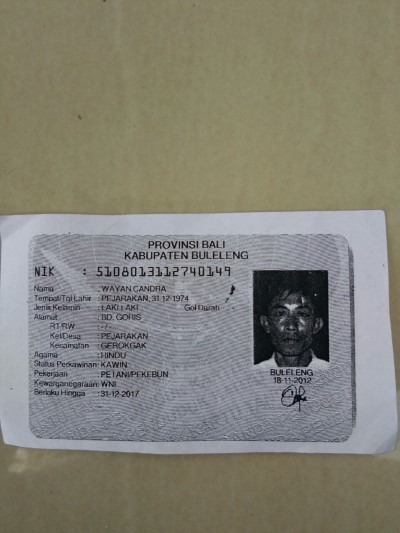 PROVINSI BALI
KABUPATEN BULELENG
NIK : 5108013112740149
Nama : WAYAN CANDRA
Tempat/Tgl Lahir : PEJARAKAN, 31-12-1974
Jenis Kelamin : LAKI-LAKI Gol Darah :
Alamat : BD. GORIS
RT/RW : -/-
Kel/Desa : PEJARAKAN
Kecamatan : GEROKGAK
Agama : HINDU
Status Perkawinan: KAWIN
Pekerjaan : PETANI/PEKEBUN
Kewarganegaraan: WNI
Berlaku Hingga : 31-12-2017
BULELENG
18-11-2012